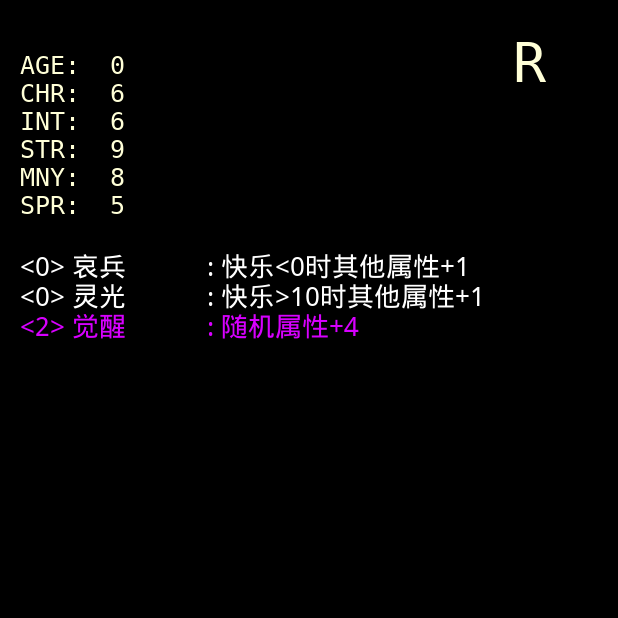 R
AGE: 0
CHR: 6
INT: 6
STR: 9
MNY: 8
SPR: 5
<0> 哀兵 : 快乐<0时其他属性+1
<0> 灵光 : 快乐>10时其他属性+1
<2> 觉醒 : 随机属性+4